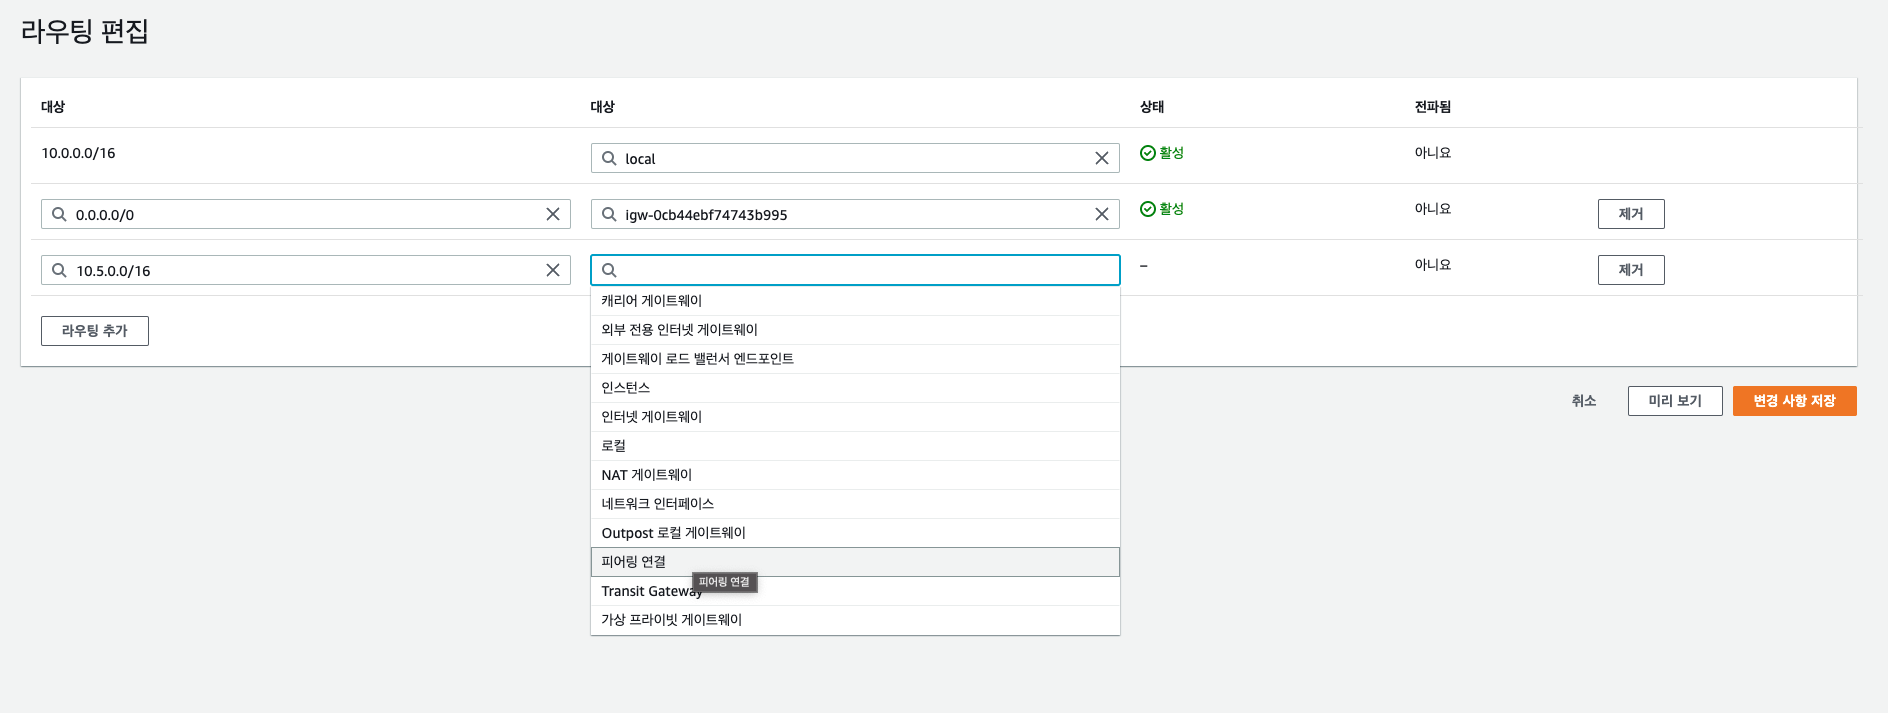 라우팅 편집
대상 대상 상태 전파됨
10.0.0.0/16 local 활성 아니요
0.0.0.0/0 igw-0cb44ebf74743b995 활성 아니요 제거
10.5.0.0/16 – 아니요 제거
캐리어 게이트웨이
외부 전용 인터넷 게이트웨이
라우팅 추가
게이트웨이 로드 밸런서 엔드포인트
인스턴스
취소 미리 보기 변경 사항 저장
인터넷 게이트웨이
로컬
NAT 게이트웨이
네트워크 인터페이스
Outpost 로컬 게이트웨이
피어링 연결
피어링 연결
Transit Gateway
가상 프라이빗 게이트웨이